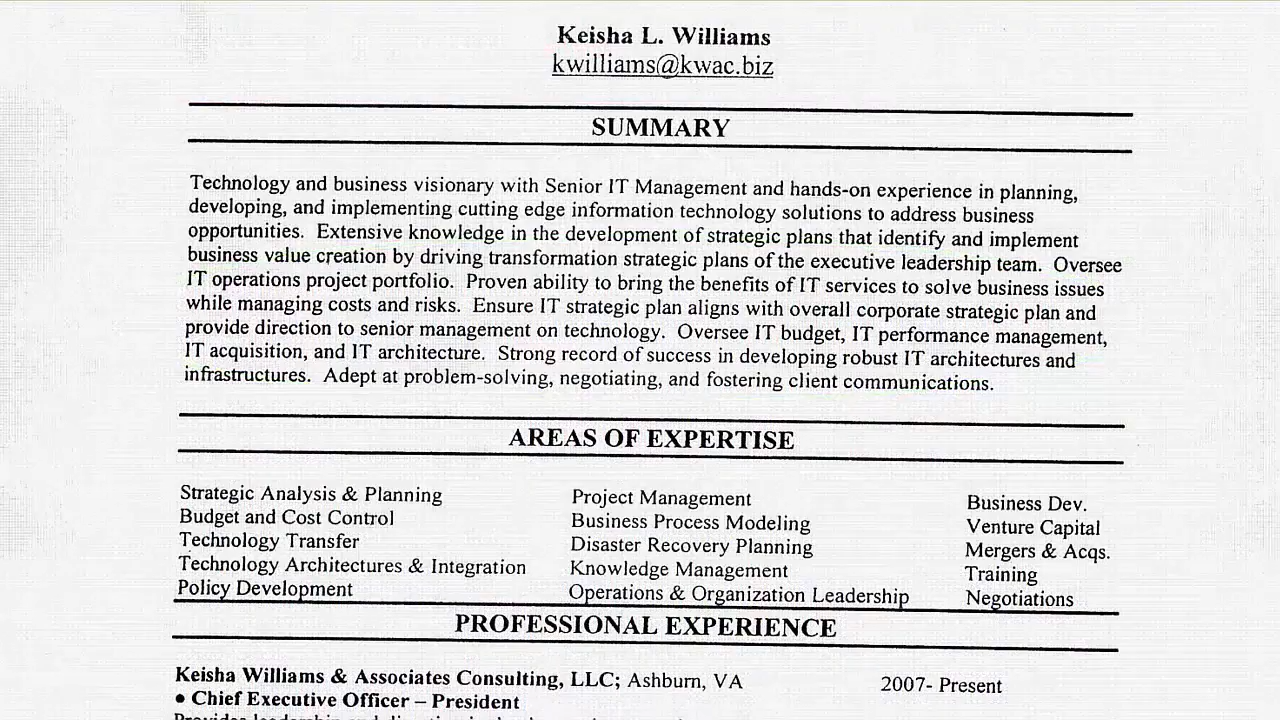 Keisha L. Williams
kwilliams@kwac.biz
SUMMARY
Technology and business visionary with Senior IT Management and hands-on experience in planning,
developing, and implementing cutting edge information technology solutions to address business
opportunities. Extensive knowledge in the development of strategic plans that identify and implement
business value creation by driving transformation strategic plans of the executive leadership team. Oversee
IT operations project portfolio. Proven ability to bring the benefits of IT services to solve business issues
while managing costs and risks. Ensure IT strategic plan aligns with overall corporate strategic plan and
provide direction to senior management on technology. Oversee IT budget, IT performance management,
IT acquisition, and IT architecture. Strong record of success in developing robust IT architectures and
infrastructures. Adept at problem-solving, negotiating, and fostering client communications.
AREAS OF EXPERTISE
Strategic Analysis & Planning Project Management Business Dev.
Budget and Cost Control Business Process Modeling Venture Capital
Technology Transfer Disaster Recovery Planning Mergers & Acqs.
Technology Architectures & Integration Knowledge Management Training
Policy Development Operations & Organization Leadership Negotiations
PROFESSIONAL EXPERIENCE
Keisha Williams & Associates Consulting, LLC; Ashburn, VA 2007- Present
• Chief Executive Officer – President